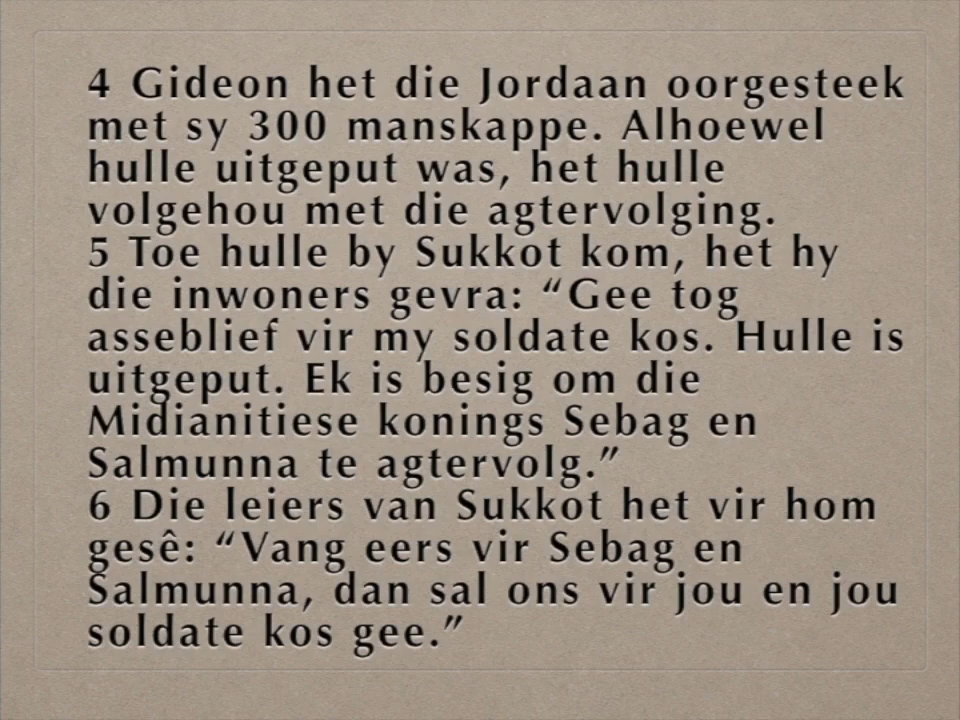 4 Gideon het die Jordaan oorgesteek
met sy 300 manskappe. Alhoewel
hulle uitgeput was, het hulle
volgehou met die agtervolging.
5 Toe hulle by Sukkot kom, het hy
die inwoners gevra: “Gee tog
asseblief vir my soldate kos. Hulle is
uitgeput. Ek is besig om die
Midianitiese konings Sebag en
Salmunna te agtervolg.”
6 Die leiers van Sukkot het vir hom
gesê: “Vang eers vir Sebag en
Salmunna, dan sal ons vir jou en jou
soldate kos gee.”